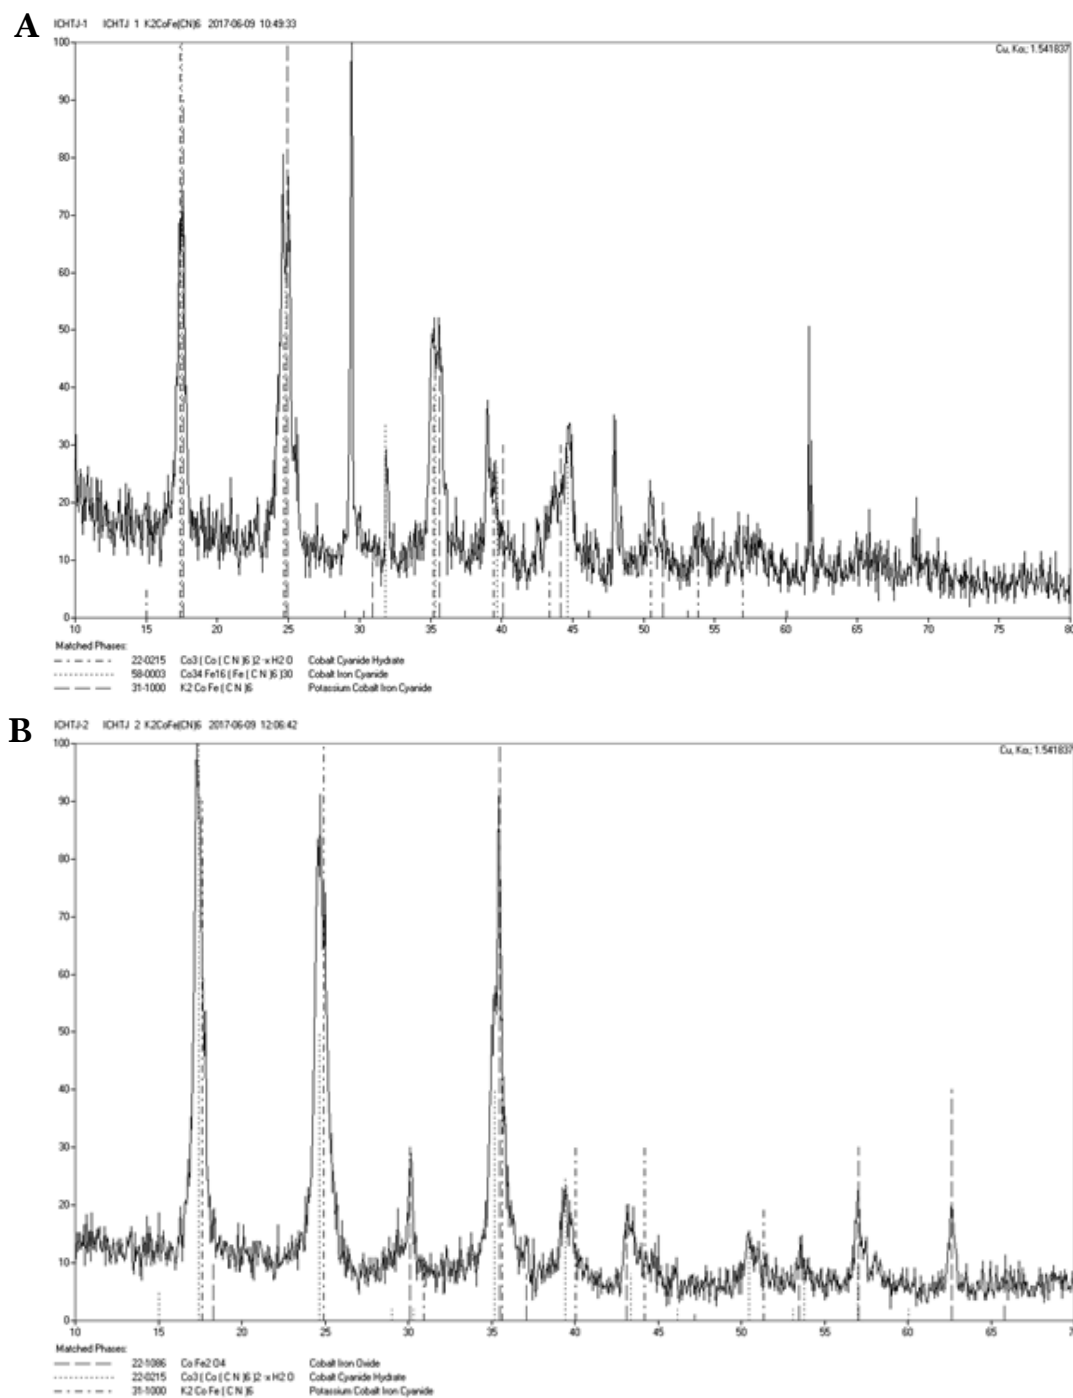 A
ICHTJ-1 ICHTJ 1 K2CoFe(CN)6 2017-06-09 10:49:33
Cu, Kα; 1.541837
100
90
80
70
60
50
40
30
20
10
0
10 15 20 25 30 35 40 45 50 55 60 65 70 75 80
Matched Phases:
22-0215 Co3 [ Co ( C N )6 ]2 ·x H2 O Cobalt Cyanide Hydrate
58-0003 Co34 Fe16 [ Fe ( C N )6 ]30 Cobalt Iron Cyanide
31-1000 K2 Co Fe ( C N )6 Potassium Cobalt Iron Cyanide
B
ICHTJ-2 ICHTJ 2 K2CoFe(CN)6 2017-06-09 12:06:42
Cu, Kα; 1.541837
100
90
80
70
60
50
40
30
20
10
0
10 15 20 25 30 35 40 45 50 55 60 65 70
Matched Phases:
22-1086 Co Fe2 O4 Cobalt Iron Oxide
22-0215 Co3 [ Co ( C N )6 ]2 ·x H2 O Cobalt Cyanide Hydrate
31-1000 K2 Co Fe ( C N )6 Potassium Cobalt Iron Cyanide